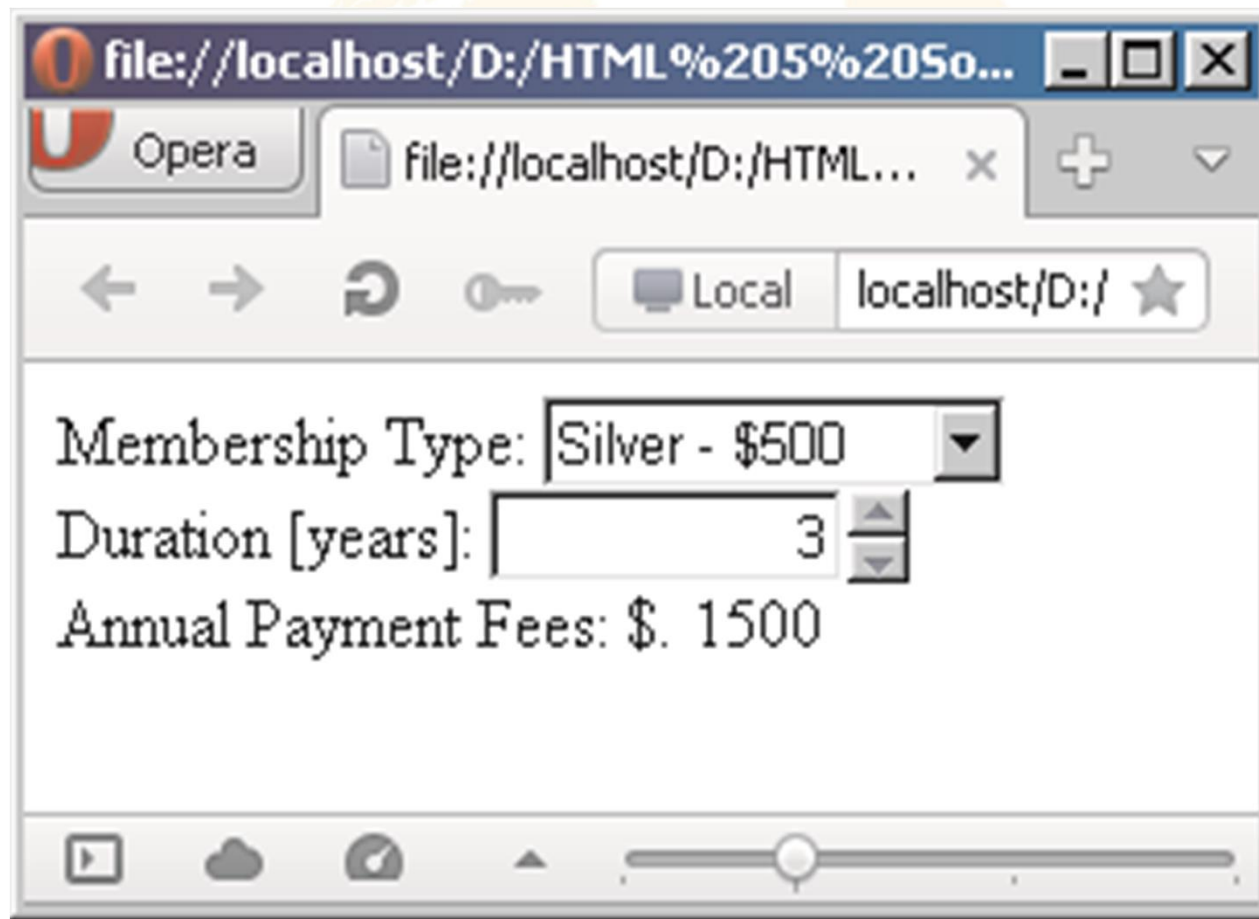 file://localhost/D:/HTML%205%20So...
Opera
file://localhost/D:/HTML...
Local
localhost/D:/
Membership Type: Silver - $500
Duration [years]: 3
Annual Payment Fees: $. 1500